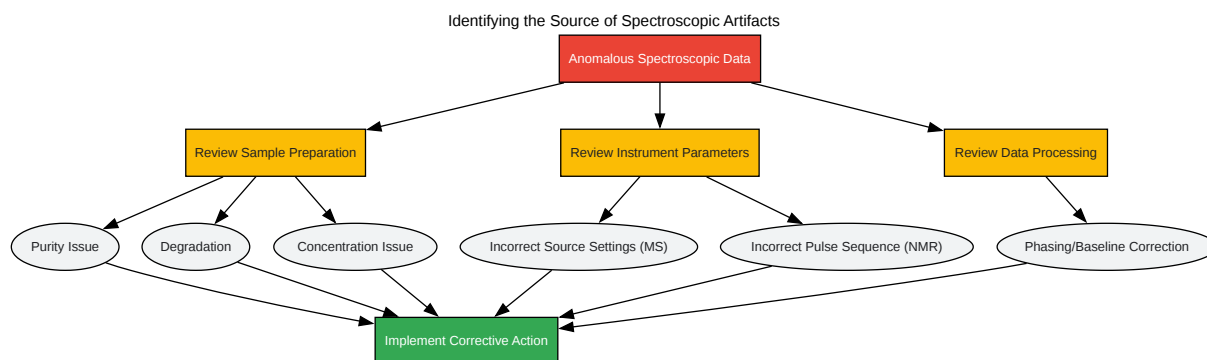 Identifying the Source of Spectroscopic Artifacts
Anomalous Spectroscopic Data
Review Sample Preparation
Review Instrument Parameters
Review Data Processing
Purity Issue
Degradation
Concentration Issue
Incorrect Source Settings (MS)
Incorrect Pulse Sequence (NMR)
Phasing/Baseline Correction
Implement Corrective Action